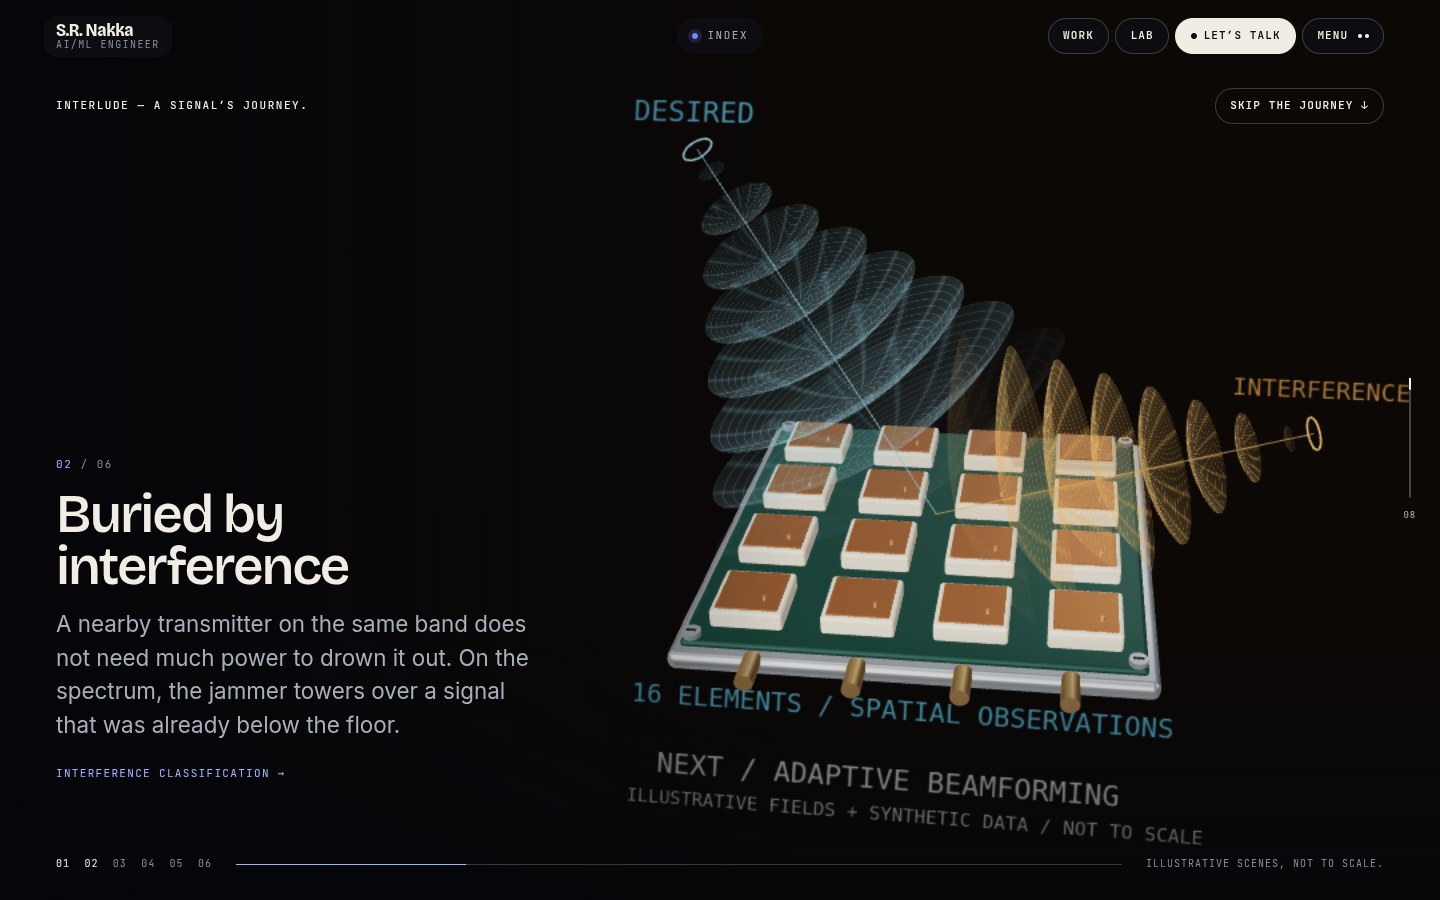 S.R. Nakka
AI/ML ENGINEER
INDEX
WORK
LAB
LET’S TALK
MENU
INTERLUDE — A SIGNAL’S JOURNEY.
SKIP THE JOURNEY ↓
DESIRED
INTERFERENCE
08
02 / 06
Buried by
interference
A nearby transmitter on the same band does
not need much power to drown it out. On the
spectrum, the jammer towers over a signal
that was already below the floor.
INTERFERENCE CLASSIFICATION →
16 ELEMENTS / SPATIAL OBSERVATIONS
NEXT / ADAPTIVE BEAMFORMING
ILLUSTRATIVE FIELDS + SYNTHETIC DATA / NOT TO SCALE
01 02 03 04 05 06
ILLUSTRATIVE SCENES, NOT TO SCALE.